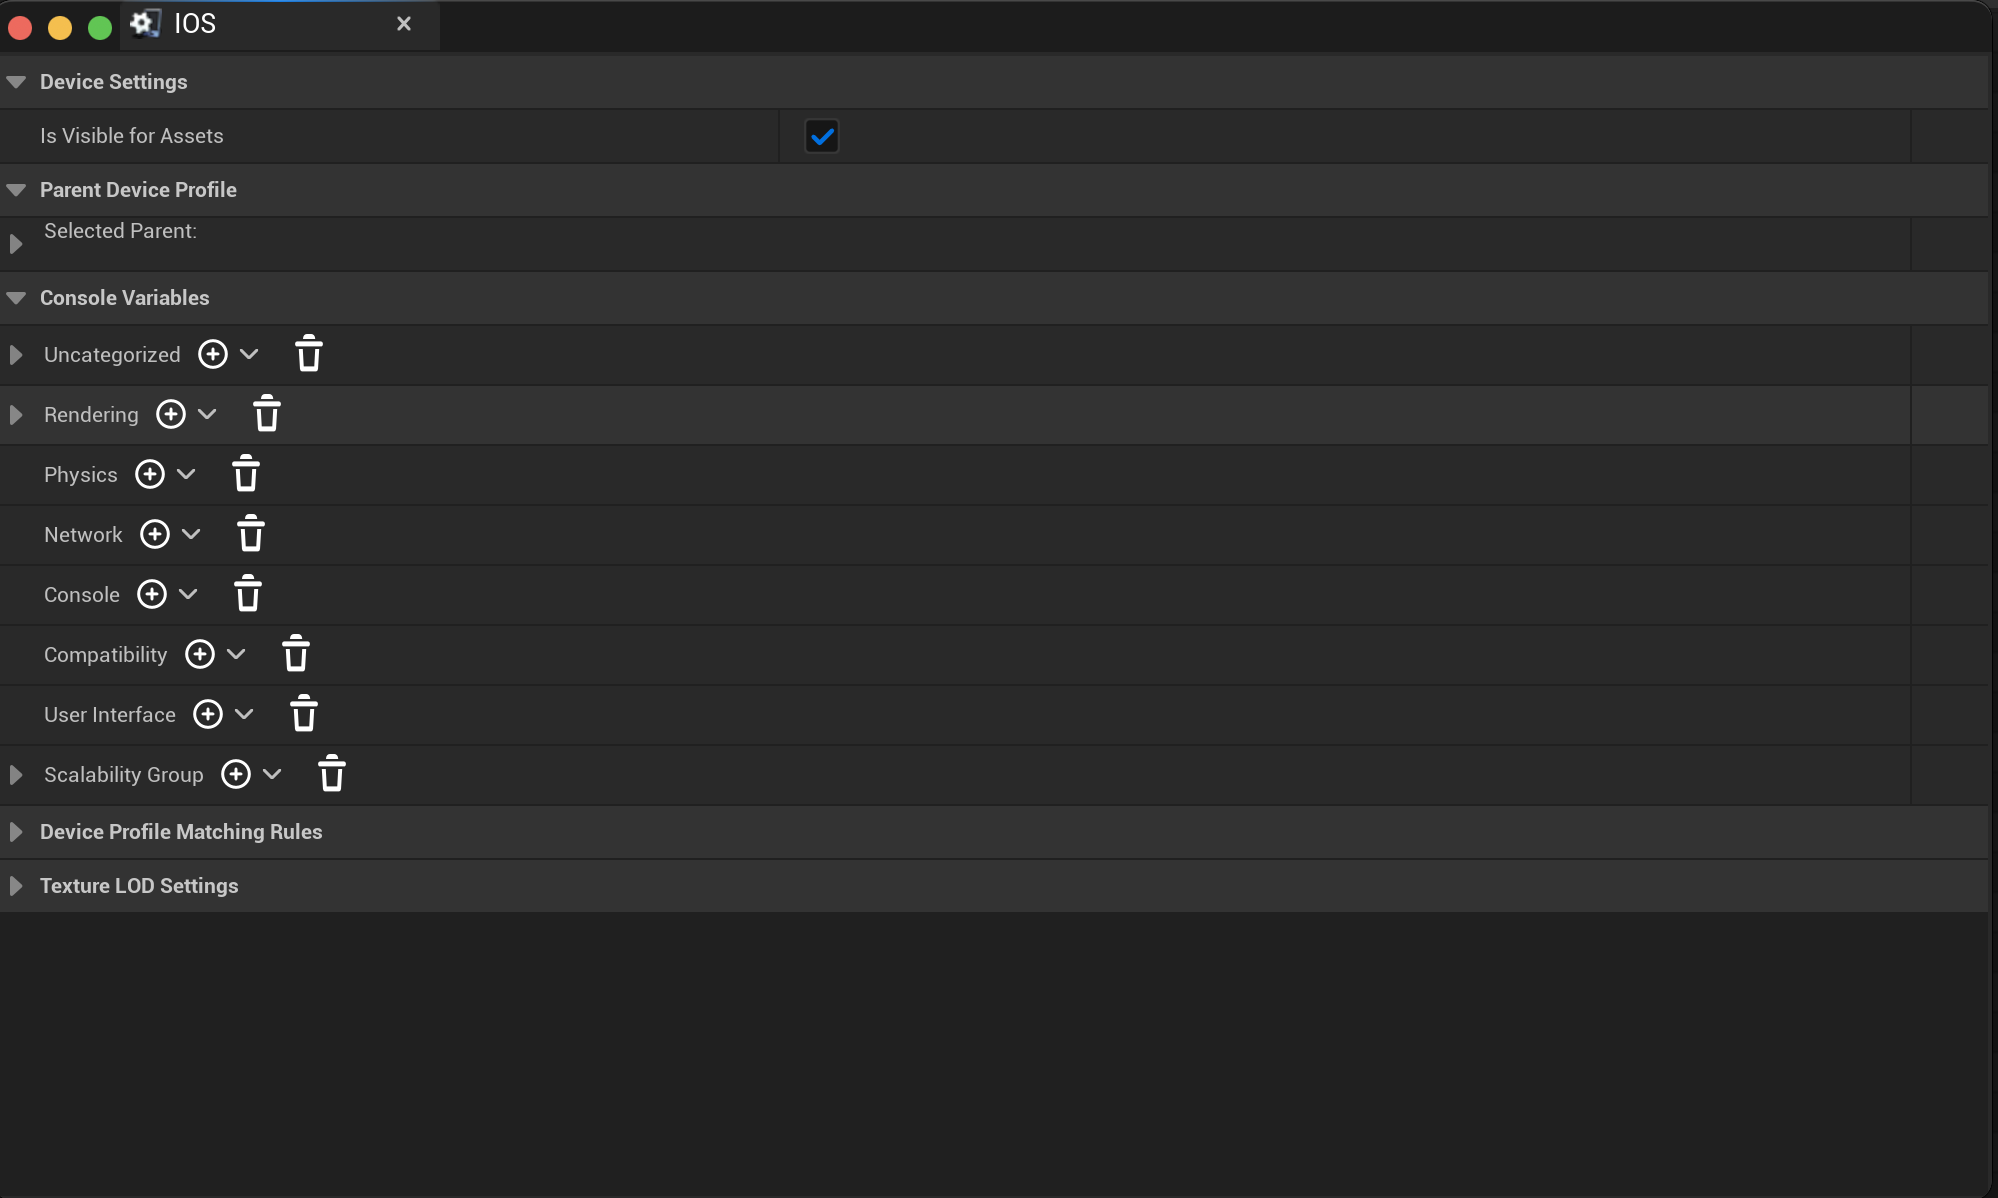 IOS
Device Settings
Is Visible for Assets
Parent Device Profile
Selected Parent:
Console Variables
Uncategorized
Rendering
Physics
Network
Console
Compatibility
User Interface
Scalability Group
Device Profile Matching Rules
Texture LOD Settings